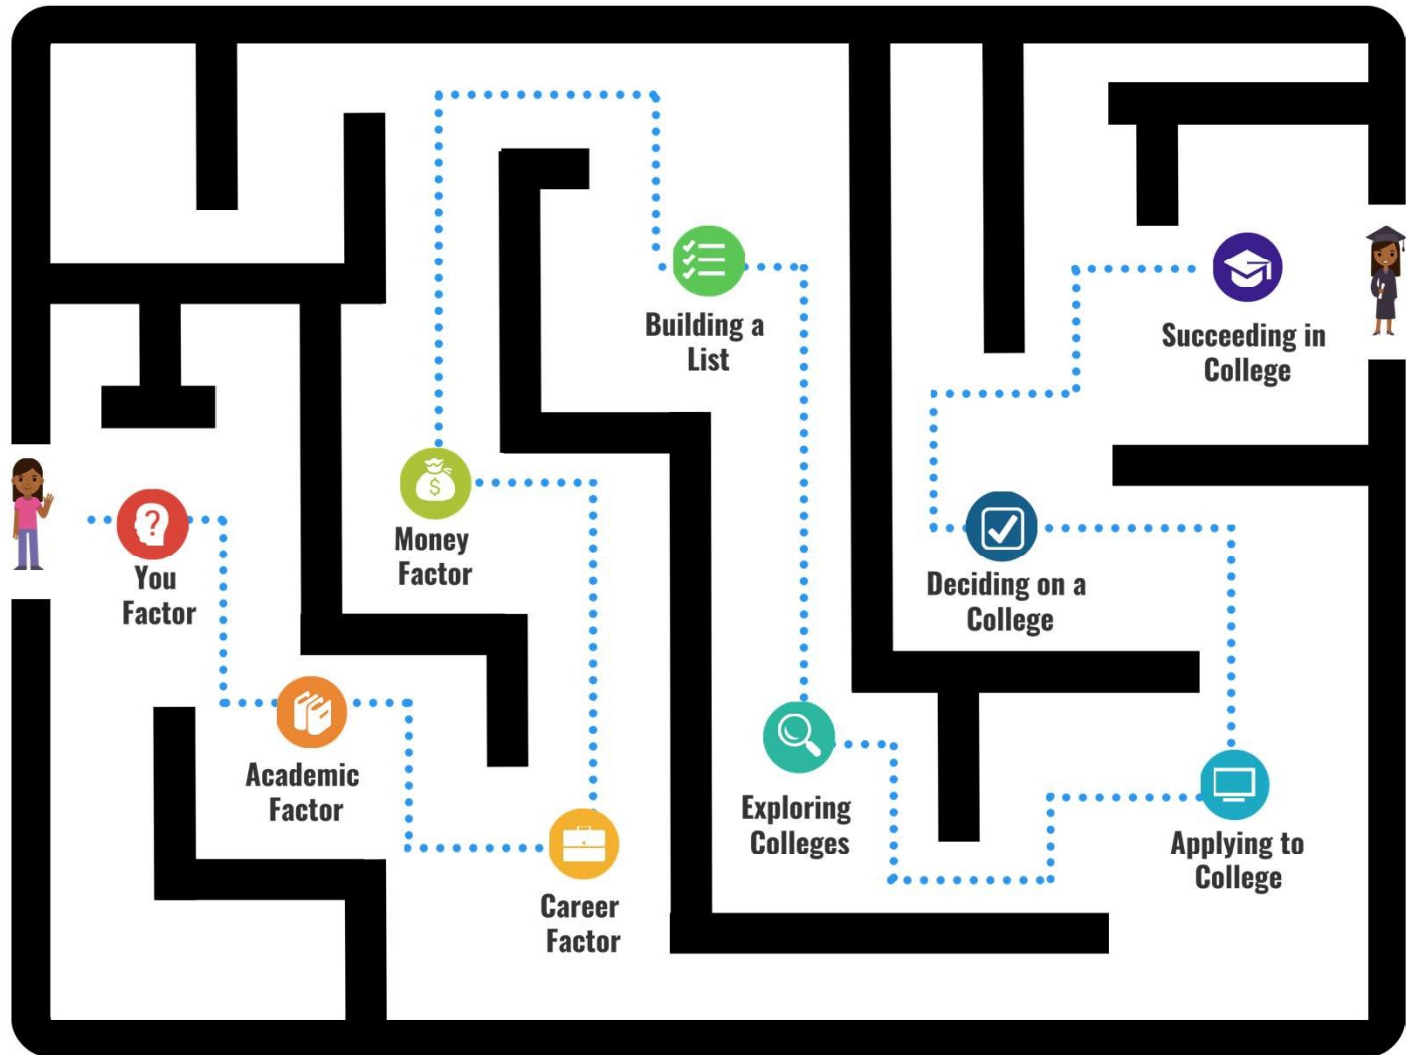 You
Factor
Academic
Factor
Career
Factor
Money
Factor
Building a
List
Exploring
Colleges
Applying to
College
Deciding on a
College
Succeeding in
College